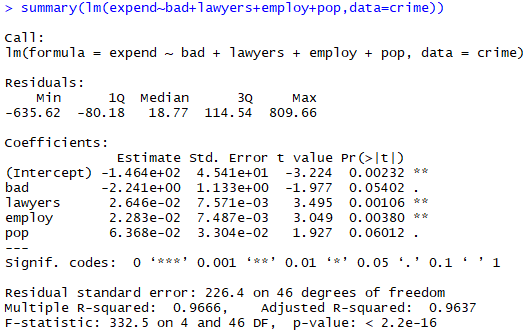 > summary(lm(expend~bad+lawyers+employ+pop,data=crime))
Call:
lm(formula = expend ~ bad + lawyers + employ + pop, data = crime)
Residuals:
    Min      1Q  Median      3Q     Max
-635.62  -80.18   18.77  114.54  809.66
Coefficients:
              Estimate Std. Error t value Pr(>|t|)
(Intercept) -1.464e+02  4.541e+01  -3.224  0.00232 **
bad         -2.241e+00  1.133e+00  -1.977  0.05402 .
lawyers      2.646e-02  7.571e-03   3.495  0.00106 **
employ       2.283e-02  7.487e-03   3.049  0.00380 **
pop          6.368e-02  3.304e-02   1.927  0.06012 .
---
Signif. codes:  0 ‘***’ 0.001 ‘**’ 0.01 ‘*’ 0.05 ‘.’ 0.1 ‘ ’ 1
Residual standard error: 226.4 on 46 degrees of freedom
Multiple R-squared:  0.9666,    Adjusted R-squared:  0.9637
F-statistic: 332.5 on 4 and 46 DF,  p-value: < 2.2e-16